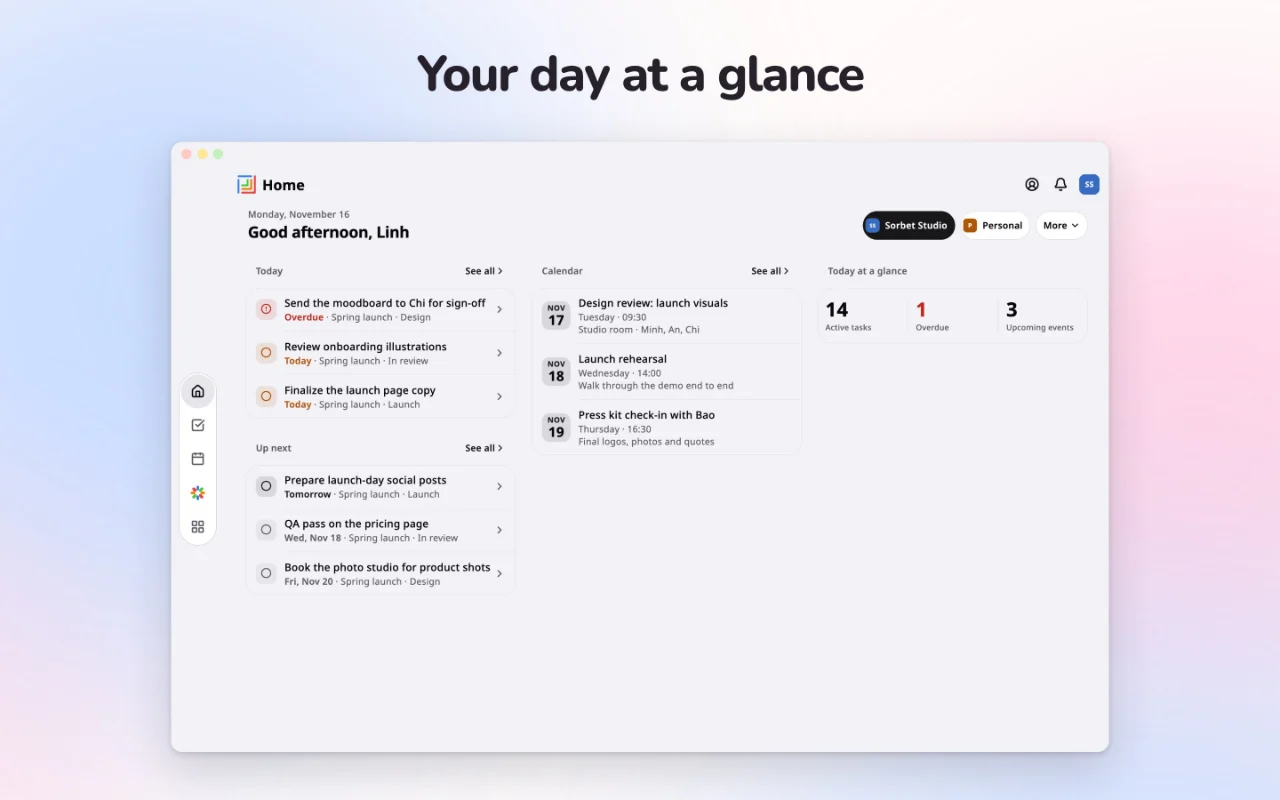 Your day at a glance
Home
SS
Monday, November 16
Good afternoon, Linh
SS Sorbet Studio
P Personal
More
Today
See all
Send the moodboard to Chi for sign-off
Overdue · Spring launch · Design
Review onboarding illustrations
Today · Spring launch · In review
Finalize the launch page copy
Today · Spring launch · Launch
Up next
See all
Prepare launch-day social posts
Tomorrow · Spring launch · Launch
QA pass on the pricing page
Wed, Nov 18 · Spring launch · In review
Book the photo studio for product shots
Fri, Nov 20 · Spring launch · Design
Calendar
See all
NOV
17
Design review: launch visuals
Tuesday · 09:30
Studio room · Minh, An, Chi
NOV
18
Launch rehearsal
Wednesday · 14:00
Walk through the demo end to end
NOV
19
Press kit check-in with Bao
Thursday · 16:30
Final logos, photos and quotes
Today at a glance
14
Active tasks
1
Overdue
3
Upcoming events